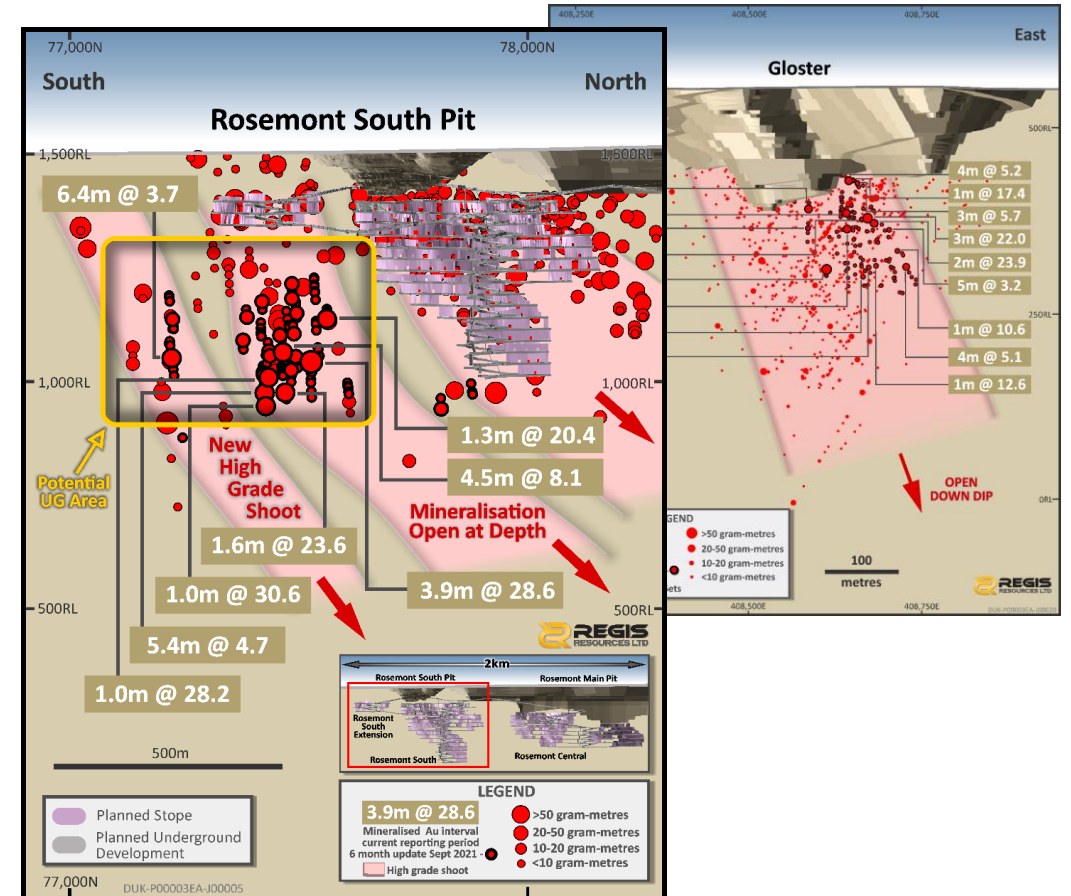 77,000N
78,000N
South
North
Rosemont South Pit
1,500RL
1,500RL
6.4m @ 3.7
1,000RL
1,000RL
1.3m @ 20.4
4.5m @ 8.1
New
High
Grade
Shoot
Potential
UG Area
Mineralisation
Open at Depth
1.6m @ 23.6
1.0m @ 30.6
3.9m @ 28.6
500RL
500RL
5.4m @ 4.7
1.0m @ 28.2
REGIS
RESOURCES LTD
2km
Rosemont South Pit
Rosemont Main Pit
Rosemont
South
Extension
Rosemont South
Rosemont Central
500m
Planned Stope
Planned Underground
Development
LEGEND
3.9m @ 28.6
Mineralised Au interval
current reporting period
6 month update Sept 2021 -
High grade shoot
>50 gram-metres
20-50 gram-metres
10-20 gram-metres
<10 gram-metres
77,000N
DUK-P00003EA-J00005
408,250E
408,500E
408,750E
East
Gloster
500RL
4m @ 5.2
1m @ 17.4
3m @ 5.7
3m @ 22.0
2m @ 23.9
5m @ 3.2
250RL
1m @ 10.6
4m @ 5.1
1m @ 12.6
OPEN
DOWN DIP
0RL
GEND
>50 gram-metres
20-50 gram-metres
10-20 gram-metres
<10 gram-metres
ets
100
metres
REGIS
RESOURCES LTD
408,500E
408,750E